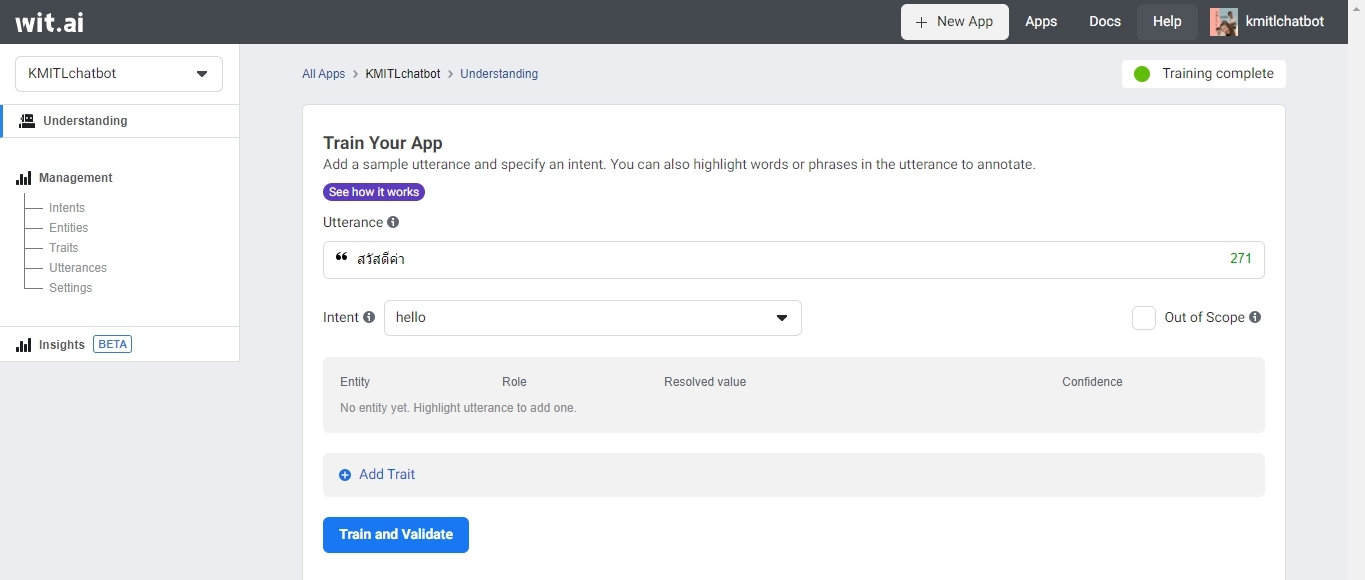 wit.ai
New App Apps Docs Help kmitlchatbot
KMITLchatbot
Understanding
Management
Intents
Entities
Traits
Utterances
Settings
Insights BETA
All Apps > KMITLchatbot > Understanding
Training complete
Train Your App
Add a sample utterance and specify an intent. You can also highlight words or phrases in the utterance to annotate.
See how it works
Utterance
สวัสดีค่า 271
Intent hello Out of Scope
Entity Role Resolved value Confidence
No entity yet. Highlight utterance to add one.
Add Trait
Train and Validate